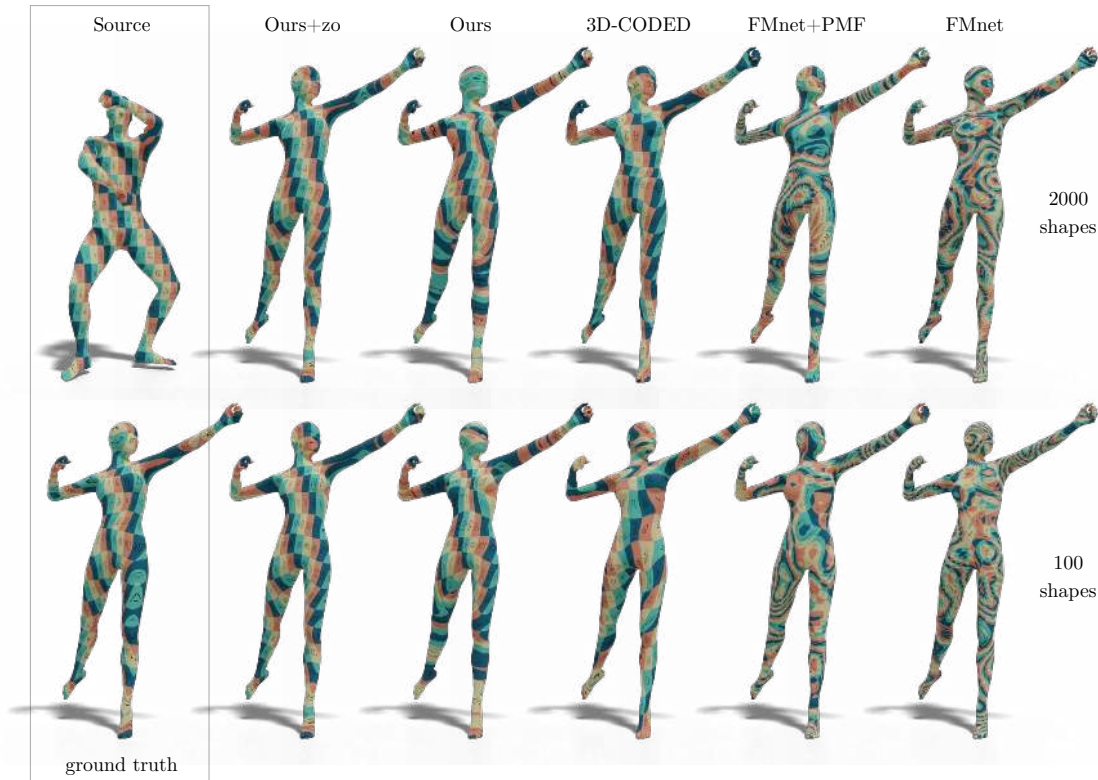 Source
Ours+zo
Ours
3D-CODED
FMnet+PMF
FMnet
2000
shapes
100
shapes
ground truth